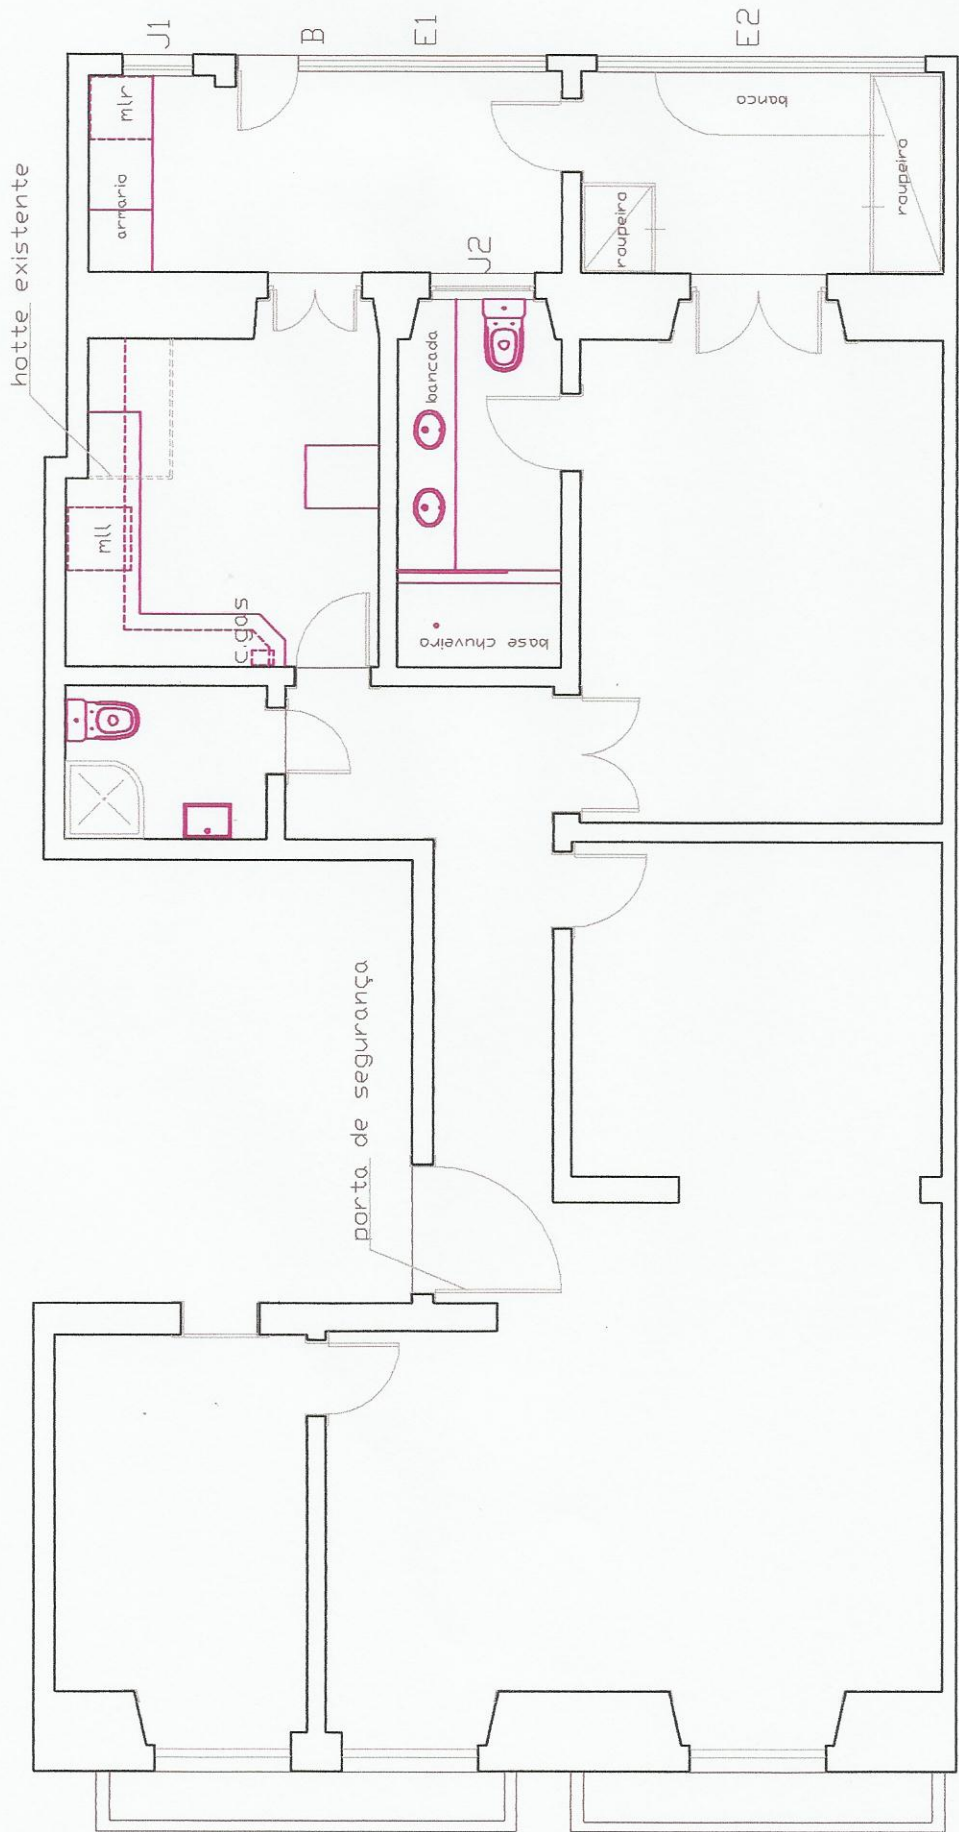 hotte existente
J1
B
E1
E2
mlr
armario
banco
roupeiro
roupeiro
J2
bancada
mll
c.gas
base chuveiro
porta de segurança